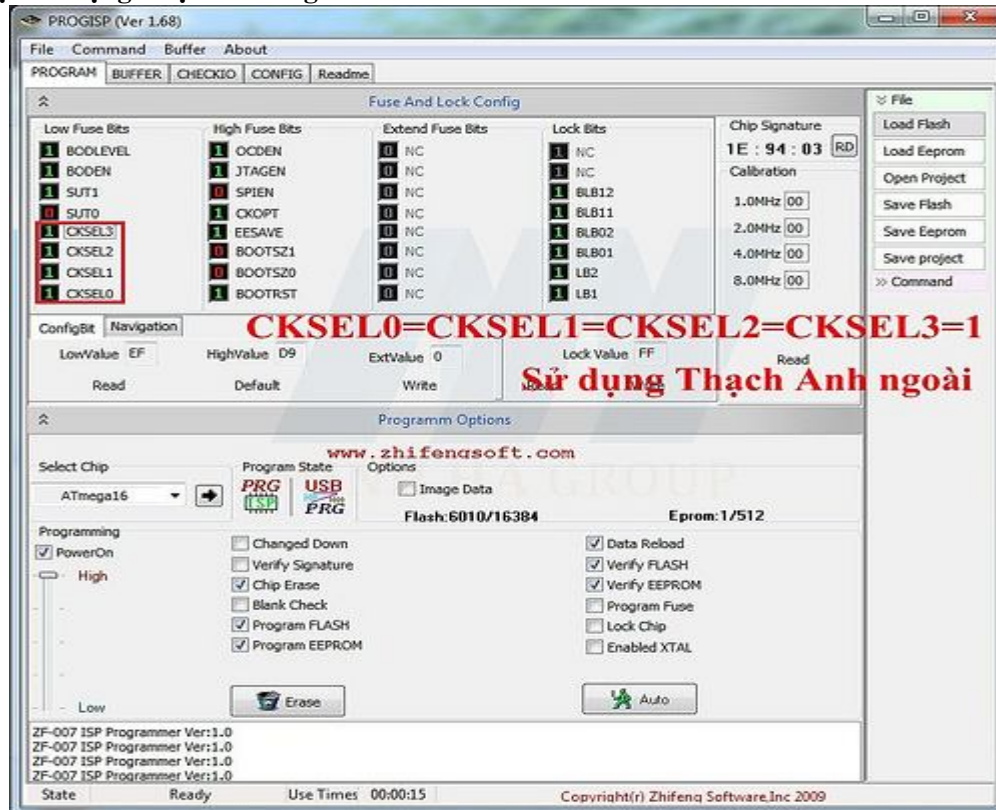 PROGISP (Ver 1.68)
File Command Buffer About
PROGRAM BUFFER CHECKIO CONFIG Readme
Fuse And Lock Config
Low Fuse Bits High Fuse Bits Extend Fuse Bits Lock Bits Chip Signature
1 BODLEVEL 1 OCDEN 0 NC 1 NC 1E : 94 : 03 RD
1 BODEN 1 JTAGEN 0 NC 1 NC Calibration
1 SUT1 0 SPIEN 0 NC 1 BLB12 1.0MHz 00
0 SUT0 1 CKOPT 0 NC 1 BLB11
1 CKSEL3 1 EESAVE 0 NC 1 BLB02 2.0MHz 00
1 CKSEL2 0 BOOTSZ1 0 NC 1 BLB01 4.0MHz 00
1 CKSEL1 0 BOOTSZ0 0 NC 1 LB2
1 CKSEL0 1 BOOTRST 0 NC 1 LB1 8.0MHz 00
CKSEL0=CKSEL1=CKSEL2=CKSEL3=1
ConfigBit Navigation
LowValue EF HighValue D9 ExtValue 0 Lock Value FF Read
Sử dụng Thạch Anh ngoài
Read Default Write
Programm Options
www.zhifengsoft.com
Select Chip Program State Options
ATmega16 PRG ISP USB PRG Image Data
Flash:6010/16384 Eprom:1/512
Programming
PowerOn
High
Low
Changed Down
Verify Signature
Chip Erase
Blank Check
Program FLASH
Program EEPROM
Data Reload
Verify FLASH
Verify EEPROM
Program Fuse
Lock Chip
Enabled XTAL
Erase Auto
ZF-007 ISP Programmer Ver:1.0
ZF-007 ISP Programmer Ver:1.0
ZF-007 ISP Programmer Ver:1.0
ZF-007 ISP Programmer Ver:1.0
State Ready Use Times 00:00:15 Copyright(r) Zhifeng Software,Inc 2009
File
Load Flash
Load Eeprom
Open Project
Save Flash
Save Eeprom
Save project
Command